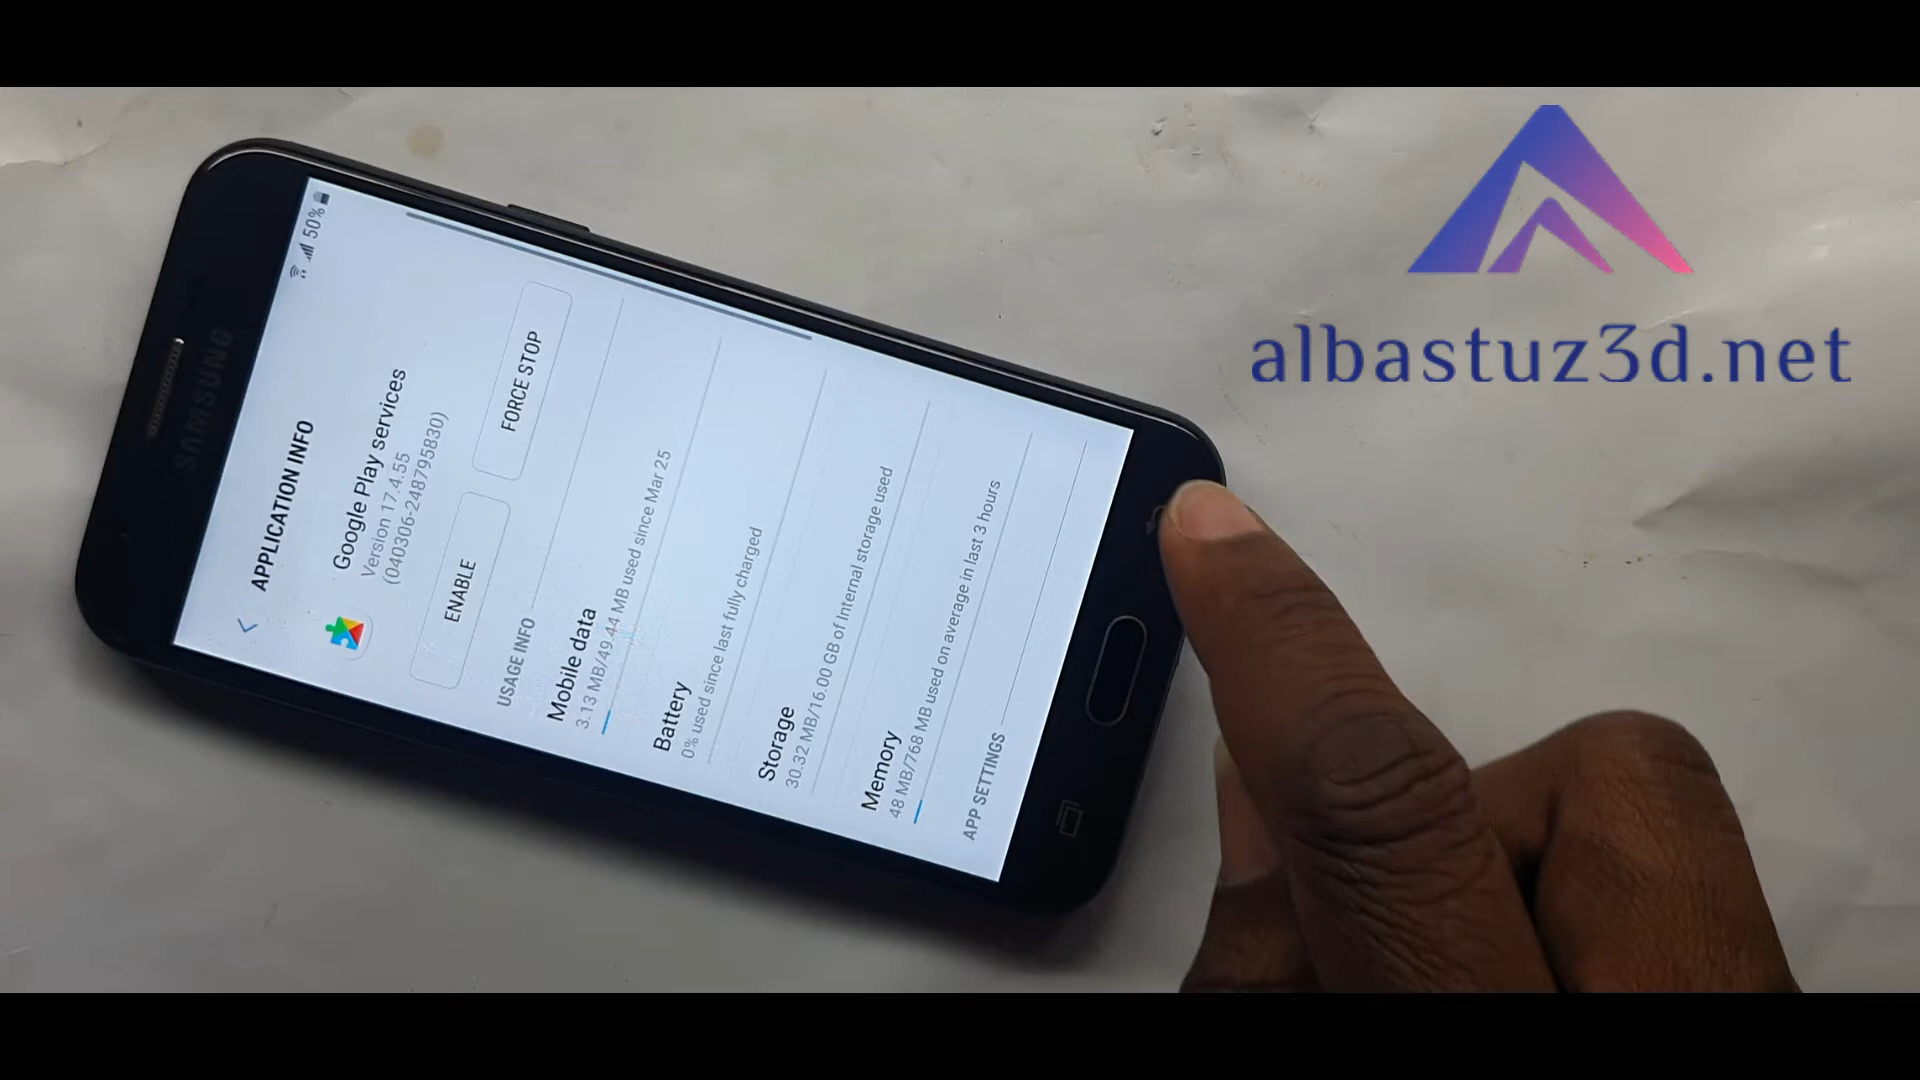 SAMSUNG
50%
APPLICATION INFO
Google Play services
Version 17.4.55
(040306-248795830)
ENABLE
FORCE STOP
USAGE INFO
Mobile data
3.13 MB/49.44 MB used since Mar 25
Battery
0% used since last fully charged
Storage
30.32 MB/16.00 GB of Internal storage used
Memory
48 MB/768 MB used on average in last 3 hours
APP SETTINGS
albastuz3d.net